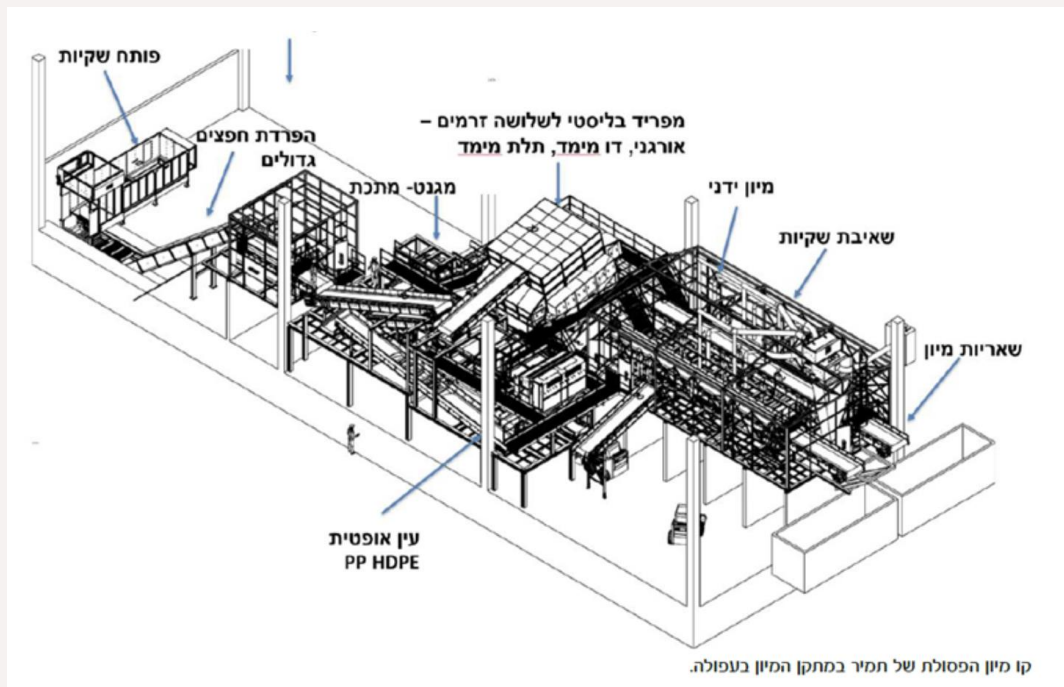 פותח שקיות
הפרדת חפצים
גדולים
מגנט- מתכת
מפריד בליסטי לשלושה זרמים –
אורגני, דו מימד, תלת מימד
מיון ידני
שאיבת שקיות
שאריות מיון
עין אופטית
PP HDPE
קו מיון הפסולת של תמיר במתקן המיון בעפולה.